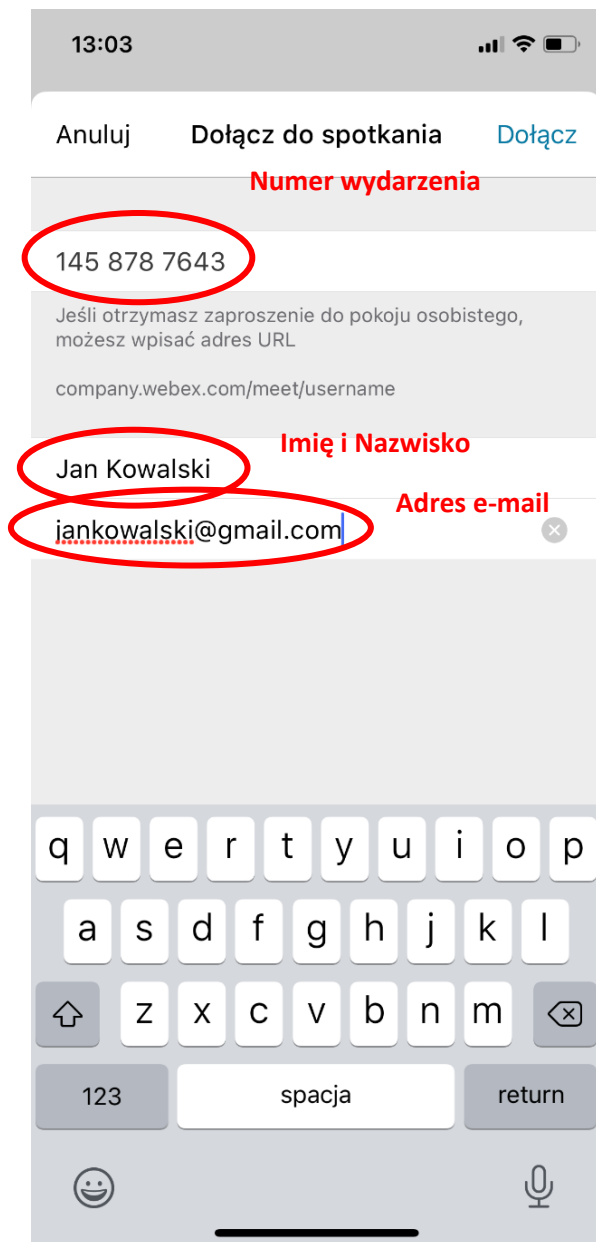 13:03
Anuluj Dołącz do spotkania Dołącz
Numer wydarzenia
145 878 7643
Jeśli otrzymasz zaproszenie do pokoju osobistego,
możesz wpisać adres URL
company.webex.com/meet/username
Imię i Nazwisko
Jan Kowalski
Adres e-mail
jankowalski@gmail.com
q w e r t y u i o p
a s d f g h j k l
z x c v b n m
123 spacja return